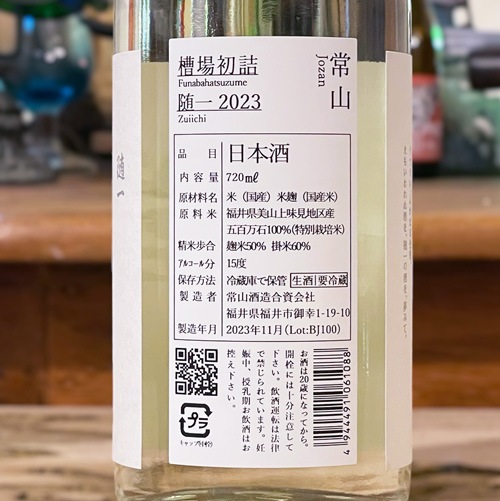 常山
Jozan
槽場初詰
Funabahatsuzume
随一 2023
Zuiichi
品目 日本酒
内容量 720mℓ
原材料名 米（国産）米麹（国産米）
原料米 福井県美山上味見地区産
五百万石100%（特別栽培米）
精米歩合 麹米50% 掛米60%
アルコール分 15度
保存方法 冷蔵庫で保管 生酒｜要冷蔵
製造者 常山酒造合資会社
福井県福井市御幸1-19-10
製造年月 2023年11月（Lot:BJ100）
お酒は20歳になってから。
開栓には十分注意して
下さい。飲酒運転は法律
で禁じられています。妊
娠中、授乳期お飲酒はお
控え下さい。
プラ
4944491061088
随一